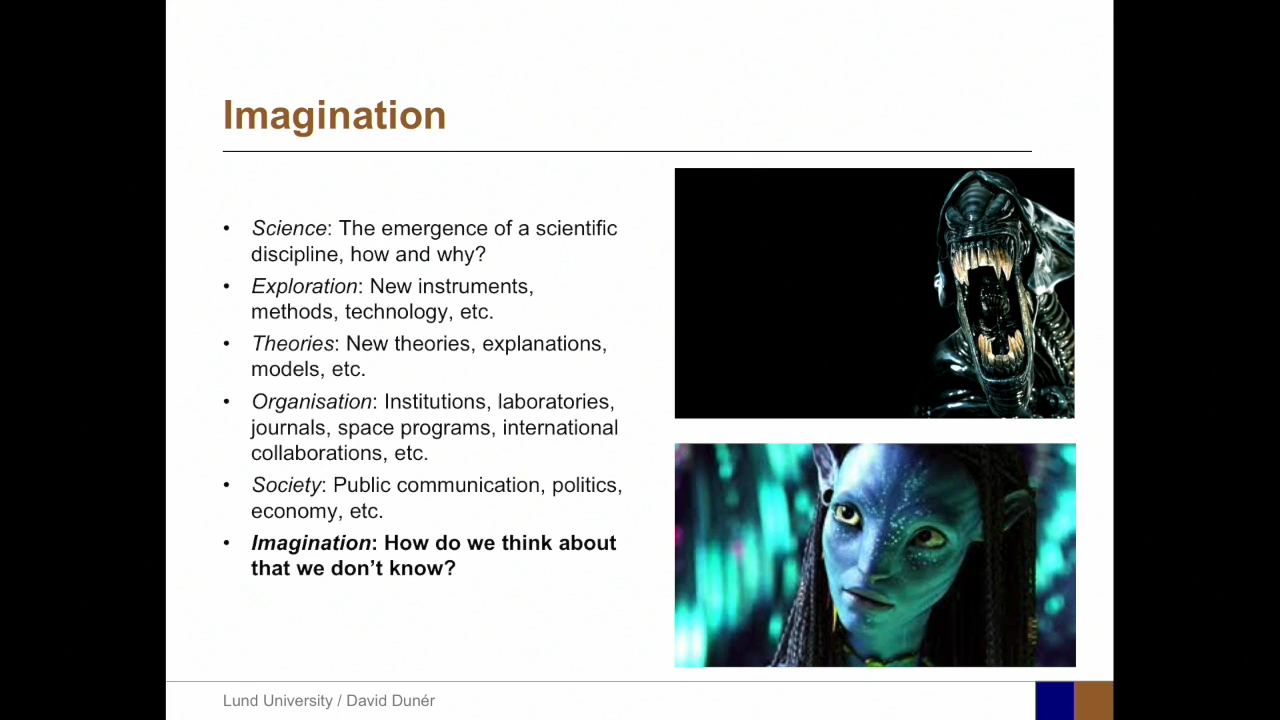 Imagination
• Science: The emergence of a scientific
discipline, how and why?
• Exploration: New instruments,
methods, technology, etc.
• Theories: New theories, explanations,
models, etc.
• Organisation: Institutions, laboratories,
journals, space programs, international
collaborations, etc.
• Society: Public communication, politics,
economy, etc.
• Imagination: How do we think about
that we don’t know?
Lund University / David Dunér